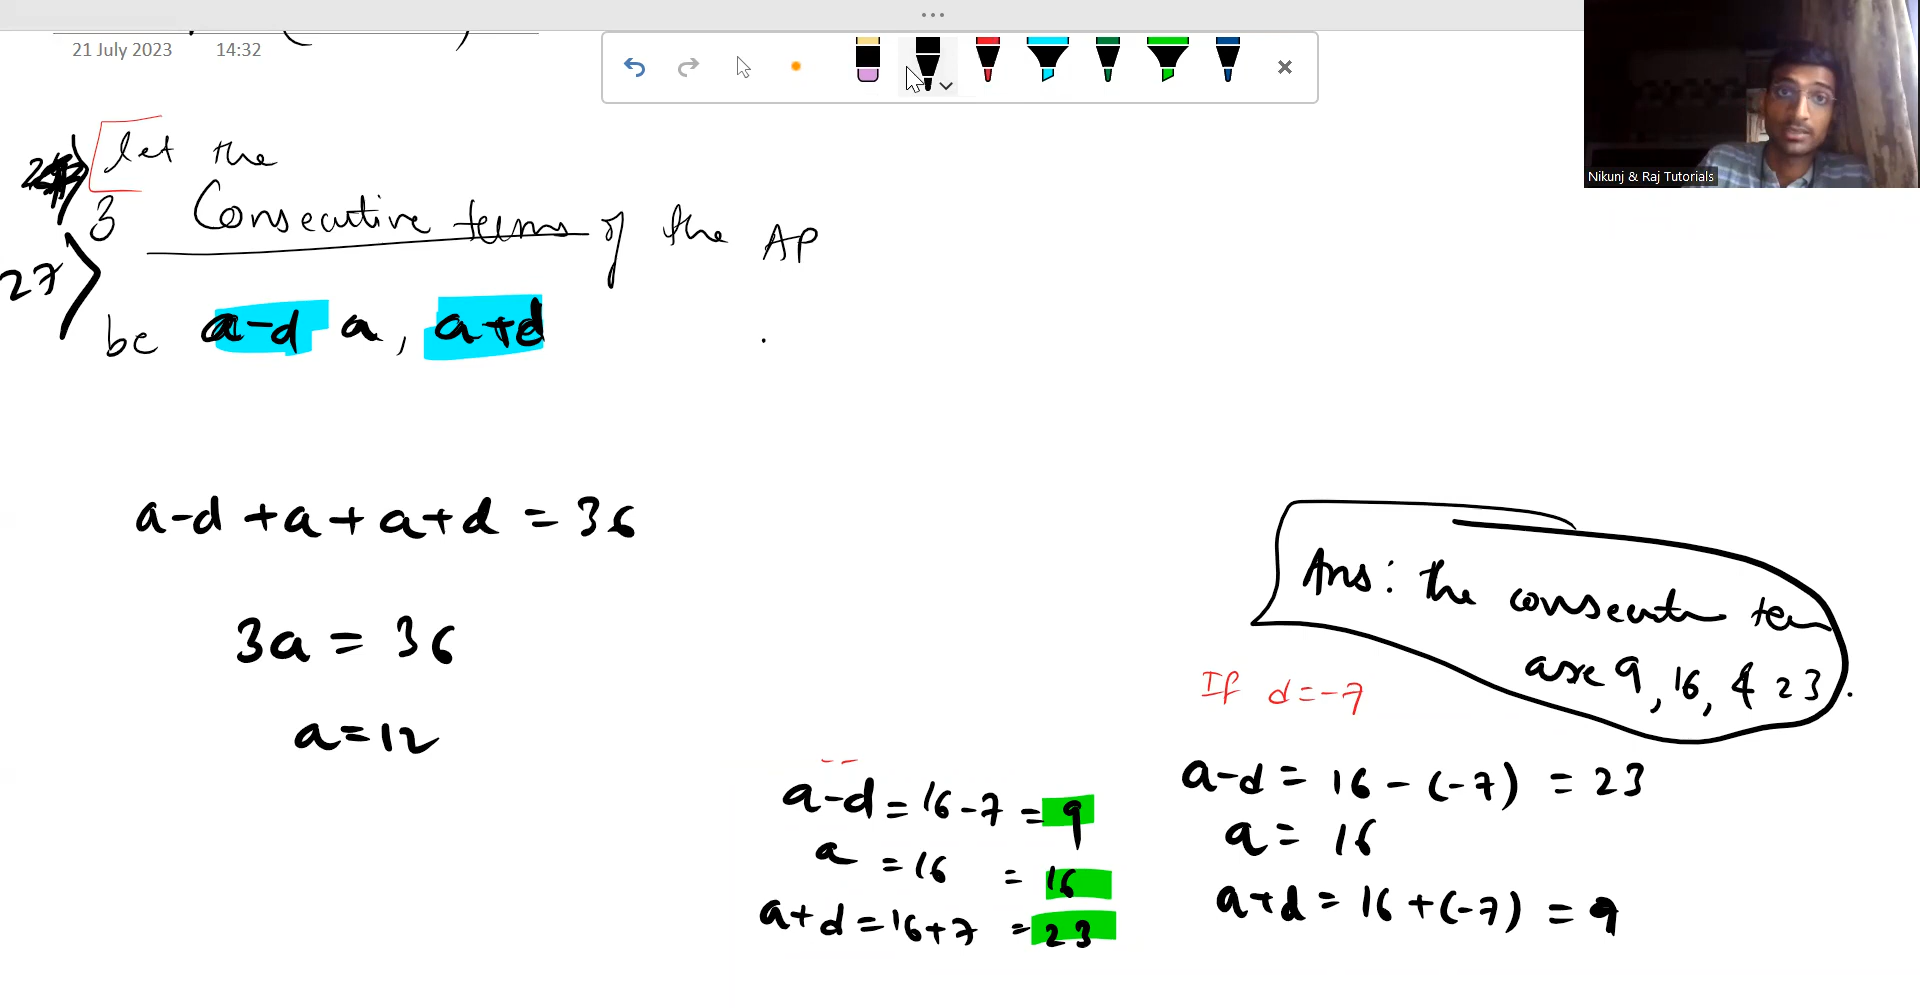 21 July 2023 14:32
Nikunj & Raj Tutorials
let the
3 Consecutive terms of the AP
27
be a-d a, a+d
a-d+a+a+d = 36
3a = 36
a=12
Ans: the
are 9, 16, & 23.
If d=-7
a-d = 16-7 = 9
a = 16 = 16
a+d = 16+7 = 23
a-d = 16-(-7) = 23
a = 16
a+d = 16+(-7) = 9